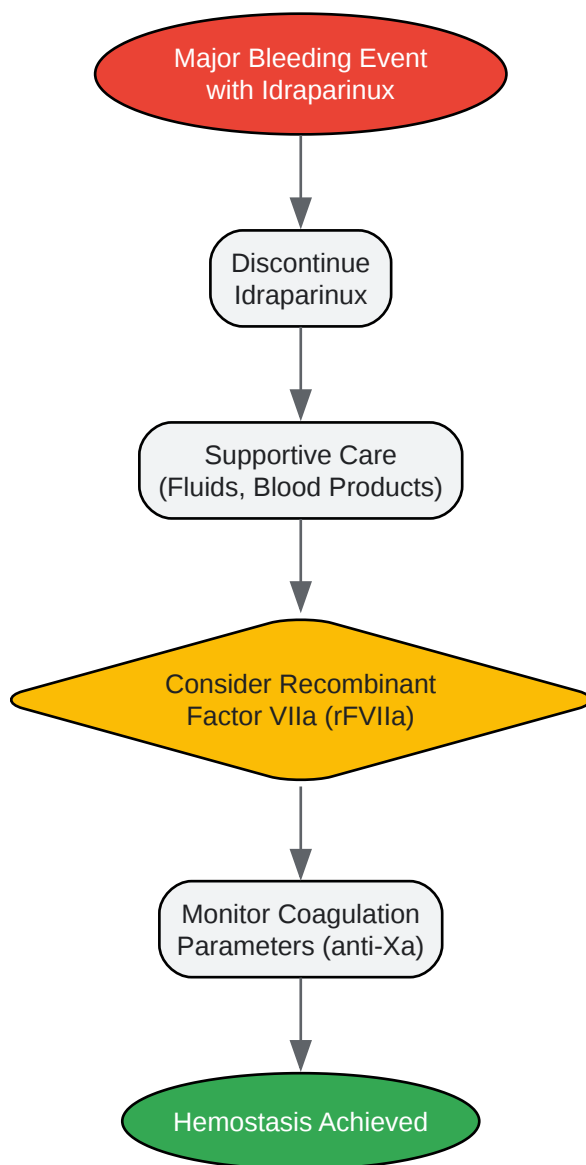 Major Bleeding Event
with Idraparinux
Discontinue
Idraparinux
Supportive Care
(Fluids, Blood Products)
Consider Recombinant
Factor VIIa (rFVIIa)
Monitor Coagulation
Parameters (anti-Xa)
Hemostasis Achieved